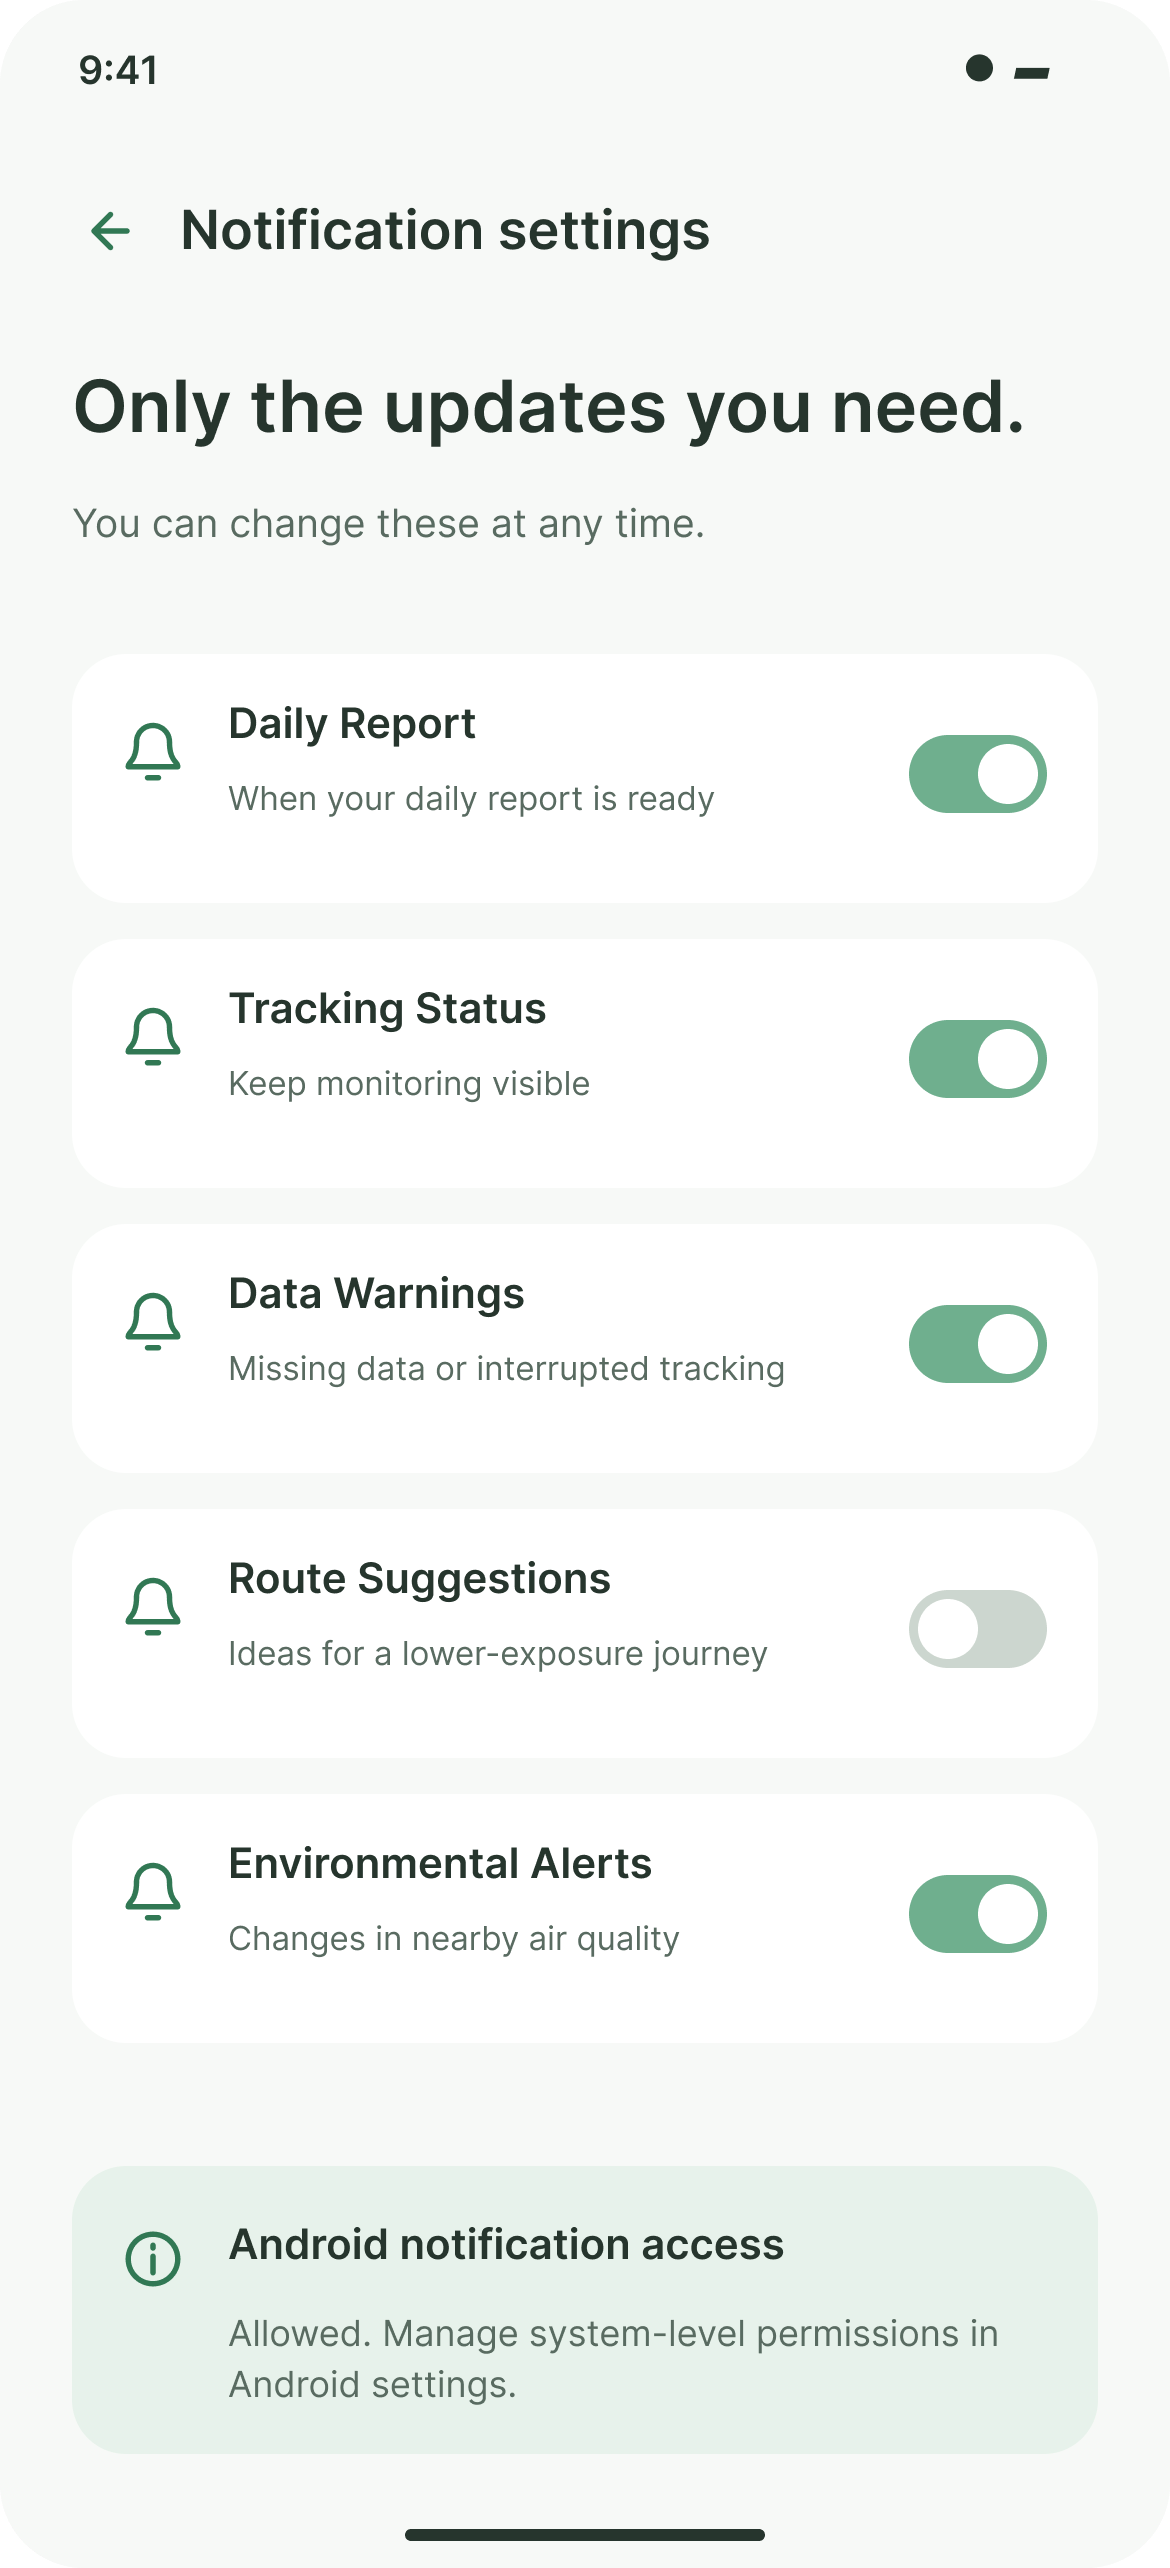 9:41
Notification settings
Only the updates you need.
You can change these at any time.
Daily Report
When your daily report is ready
Tracking Status
Keep monitoring visible
Data Warnings
Missing data or interrupted tracking
Route Suggestions
Ideas for a lower-exposure journey
Environmental Alerts
Changes in nearby air quality
Android notification access
Allowed. Manage system-level permissions in
Android settings.